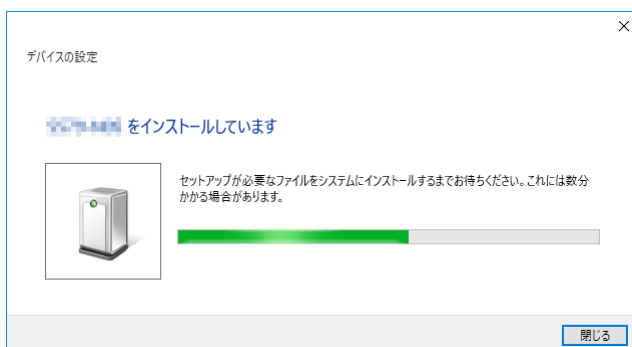 デバイスの設定
をインストールしています
セットアップが必要なファイルをシステムにインストールするまでお待ちください。これには数分
かかる場合があります。
閉じる